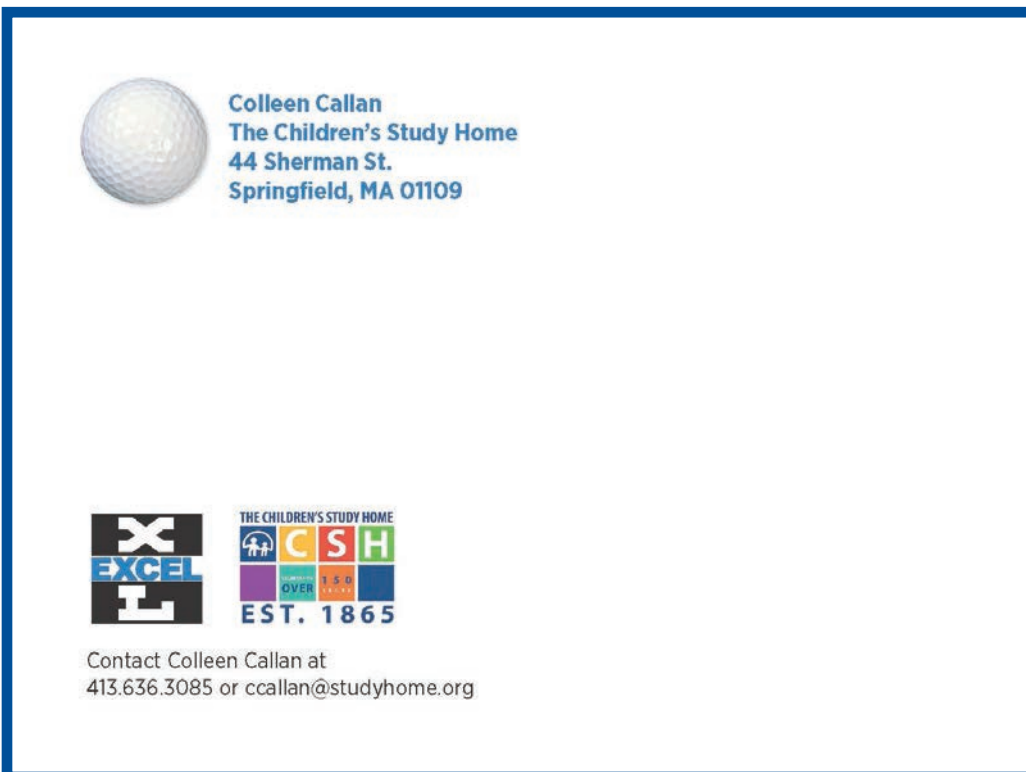 Colleen Callan
The Children's Study Home
44 Sherman St.
Springfield, MA 01109
X
EXCEL
L
THE CHILDREN'S STUDY HOME
C S H
OVER 150
EST. 1865
Contact Colleen Callan at
413.636.3085 or ccallan@studyhome.org